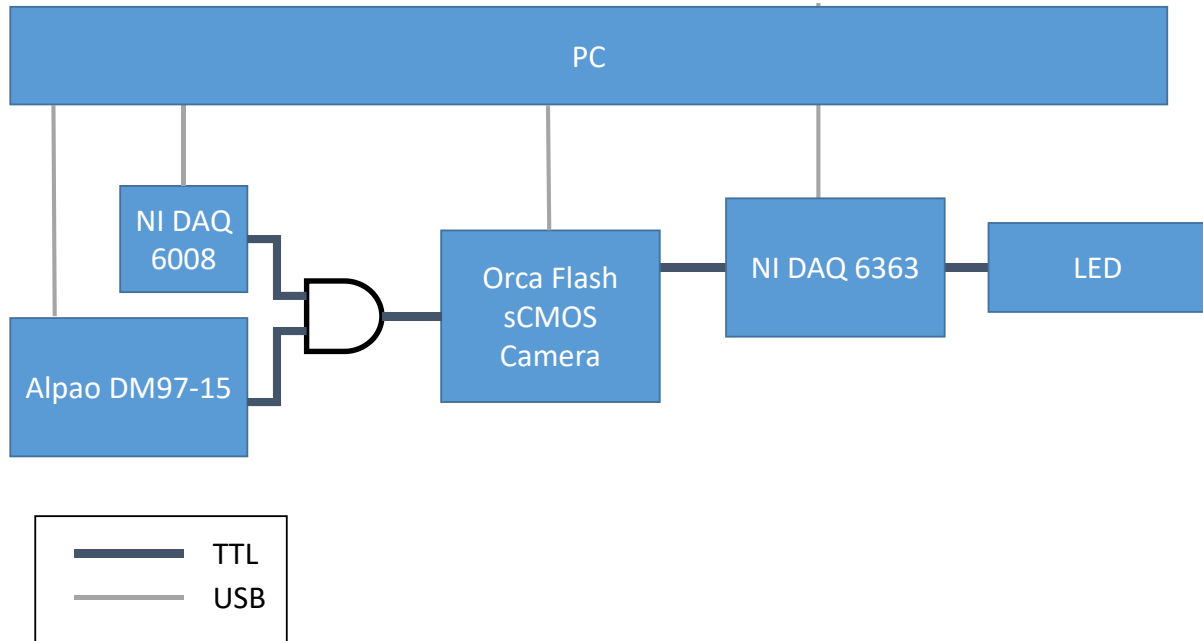 PC
NI DAQ
6008
Alpao DM97-15
Orca Flash
sCMOS
Camera
NI DAQ 6363
LED
TTL
USB